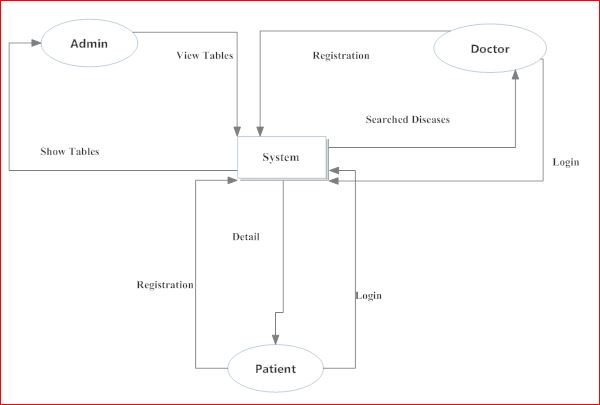 Admin
Doctor
View Tables
Registration
Searched Diseases
Show Tables
System
Login
Detail
Registration
Login
Patient